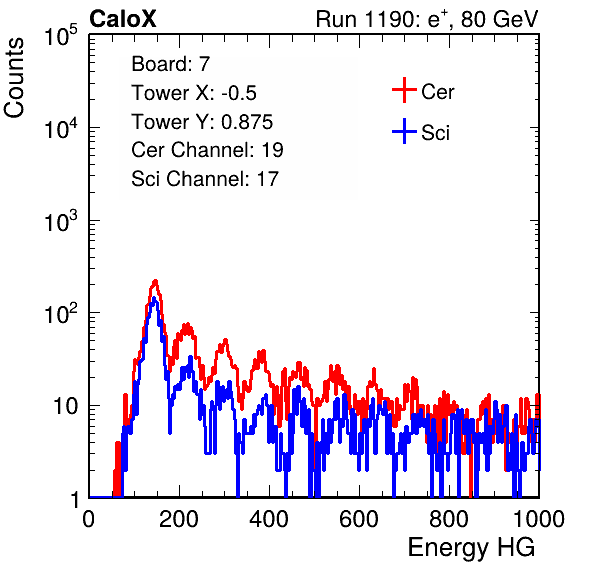 CaloX Run 1190: e⁺, 80 GeV
Counts
Board: 7
Tower X: -0.5
Tower Y: 0.875
Cer Channel: 19
Sci Channel: 17
Cer
Sci
10⁵
10⁴
10³
10²
10
1
0 200 400 600 800 1000
Energy HG